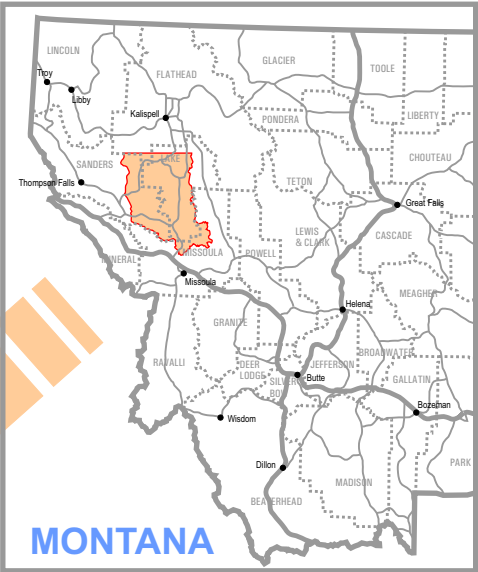 LINCOLN
GLACIER
TOOLE
FLATHEAD
Troy
Libby
Kalispell
PONDERA
LIBERTY
CHOUTEAU
LAKE
SANDERS
TETON
Thompson Falls
Great Falls
LEWIS
& CLARK
CASCADE
MISSOULA
POWELL
MINERAL
Missoula
MEAGHER
Helena
GRANITE
BROADWATER
RAVALLI
DEER
LODGE
JEFFERSON
SILVER
BOW
Butte
GALLATIN
Bozeman
Wisdom
Dillon
PARK
MADISON
BEAVERHEAD
MONTANA